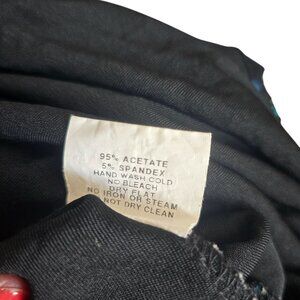 95% ACETATE
5% SPANDEX
HAND WASH COLD
NO BLEACH
DRY FLAT
NO IRON OR STEAM
DO NOT DRY CLEAN